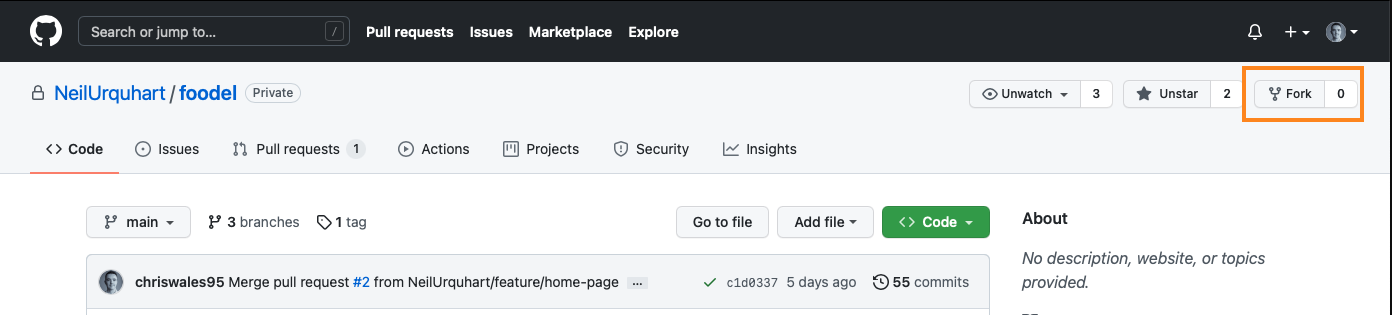 Search or jump to… / Pull requests Issues Marketplace Explore
NeilUrquhart / foodel Private Unwatch 3 Unstar 2 Fork 0
Code Issues Pull requests 1 Actions Projects Security Insights
main 3 branches 1 tag Go to file Add file Code About
No description, website, or topics
provided.
chriswales95 Merge pull request #2 from NeilUrquhart/feature/home-page … c1d0337 5 days ago 55 commits